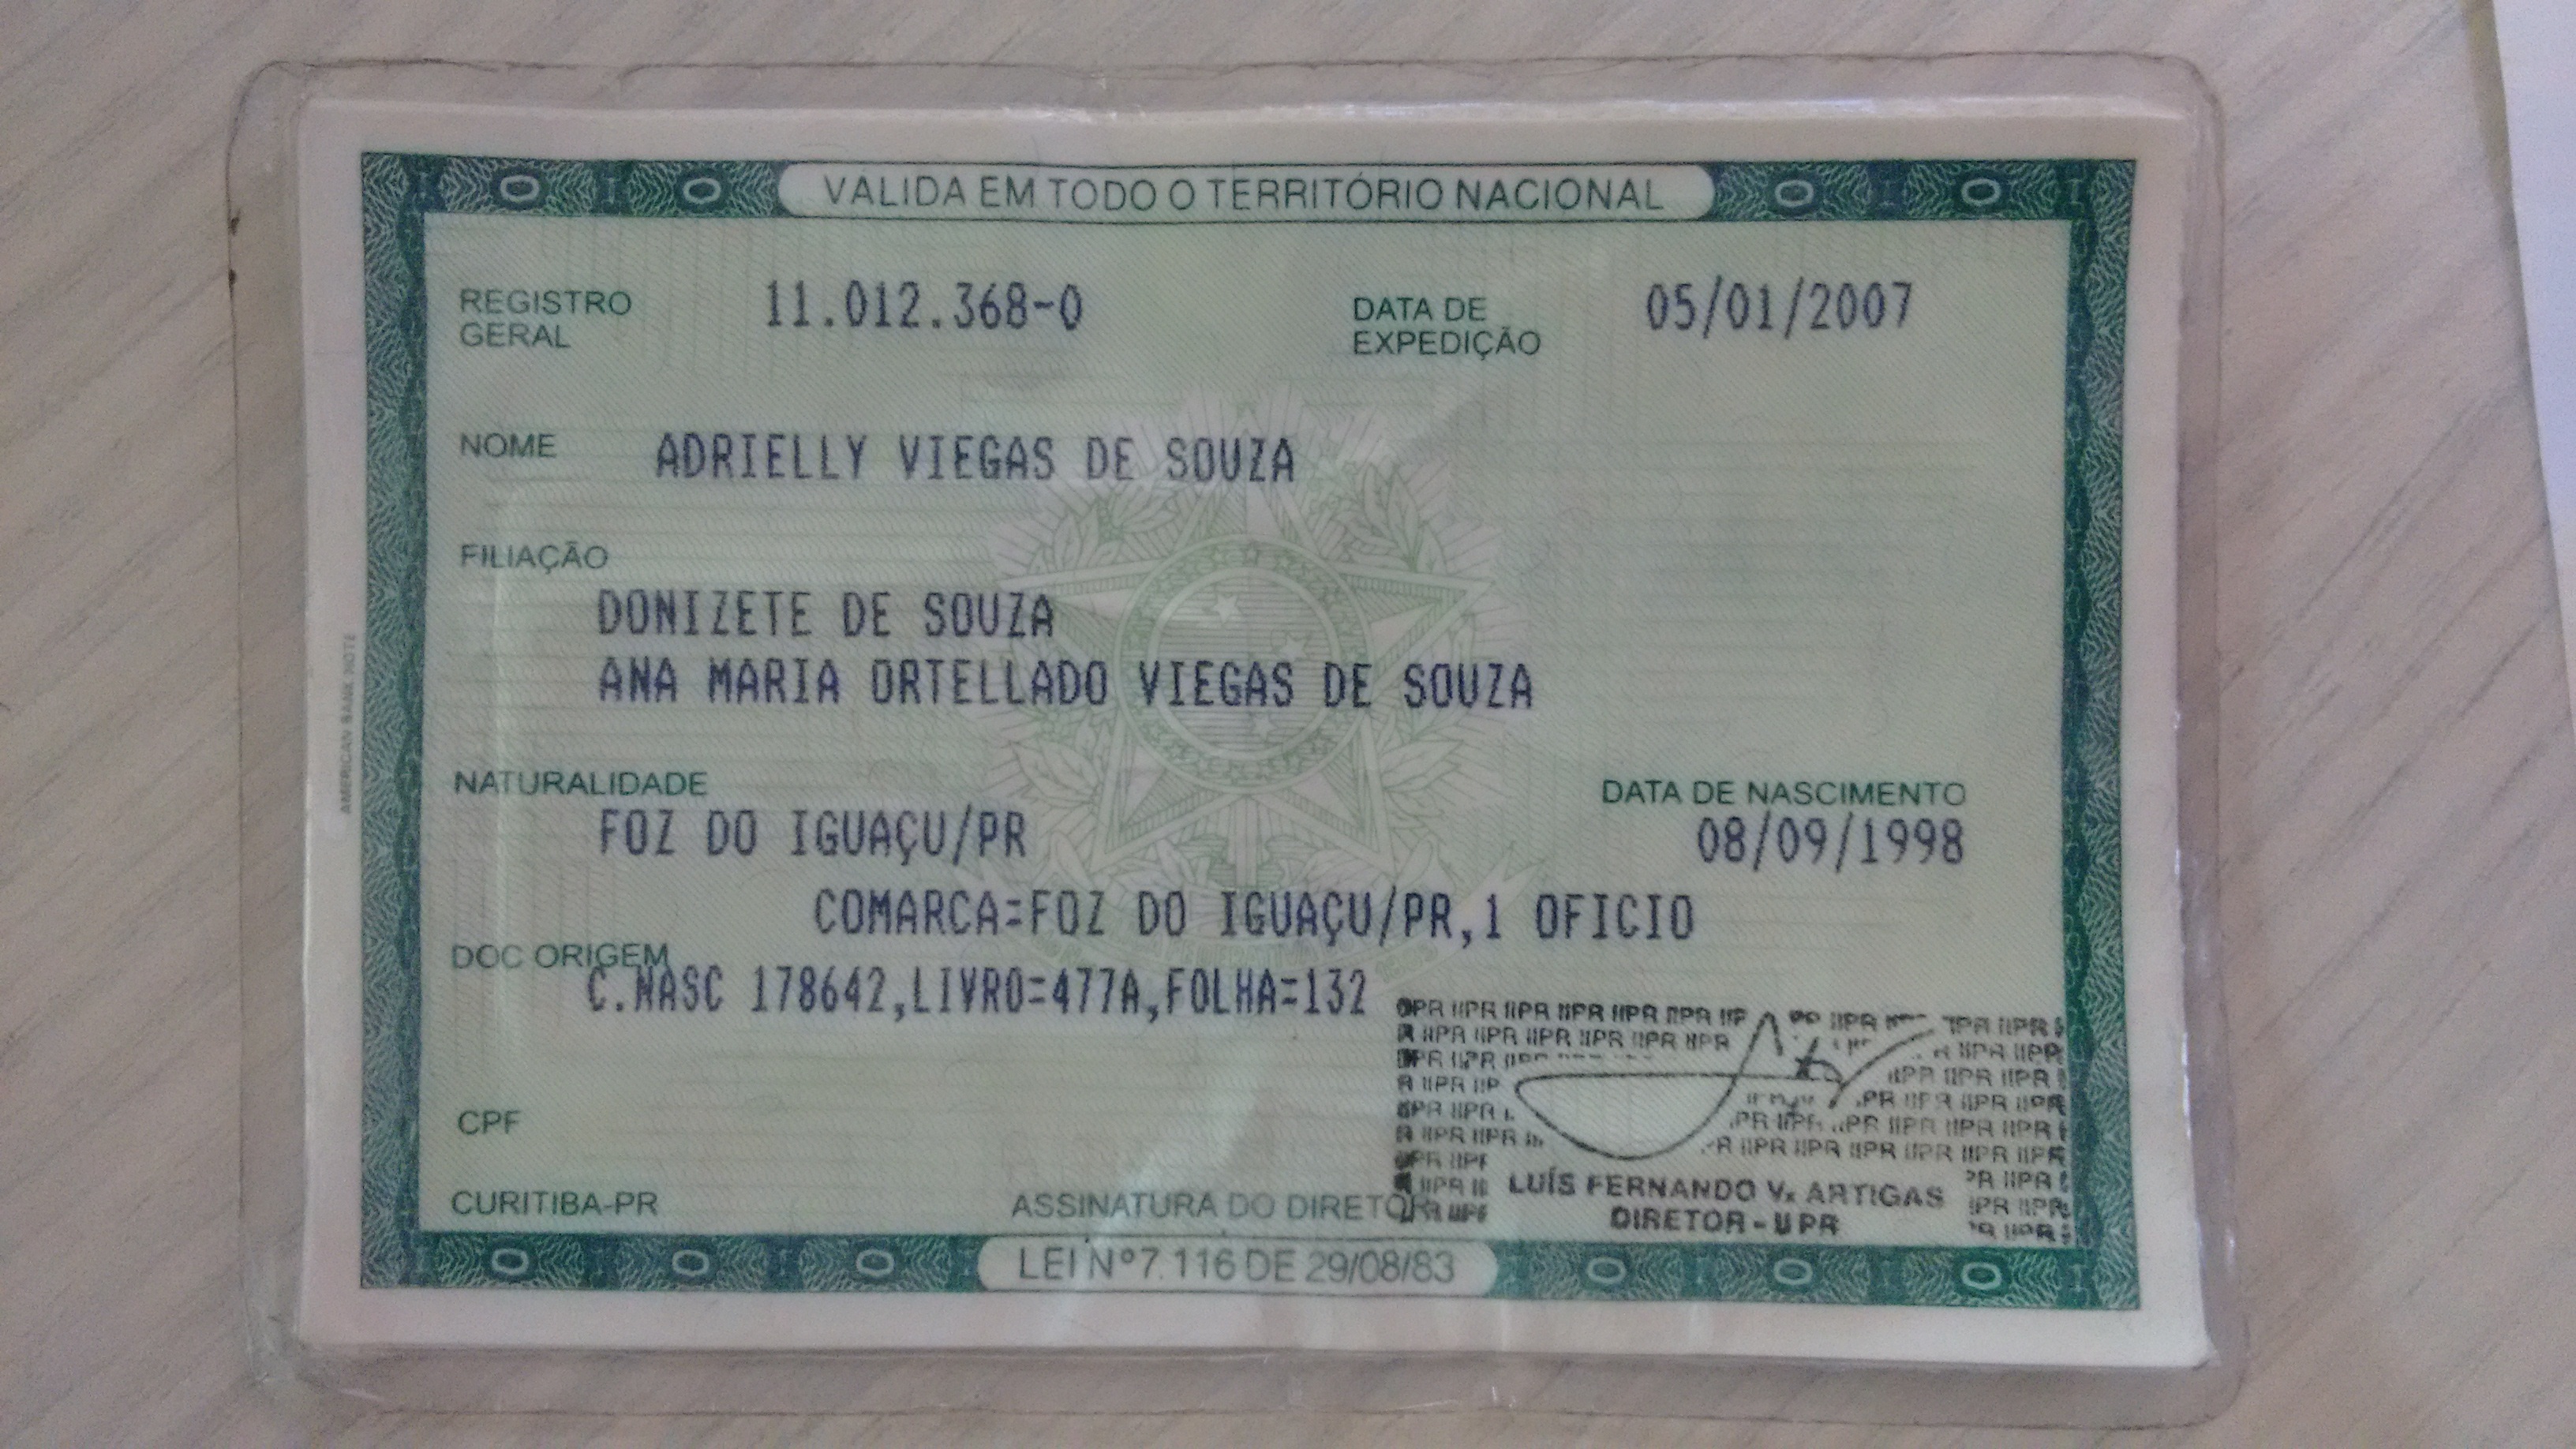 VALIDA EM TODO O TERRITÓRIO NACIONAL
REGISTRO GERAL 11.012.368-0 DATA DE EXPEDIÇÃO 05/01/2007
NOME ADRIELLY VIEGAS DE SOUZA
FILIAÇÃO
DONIZETE DE SOUZA
ANA MARIA ORTELLADO VIEGAS DE SOUZA
NATURALIDADE DATA DE NASCIMENTO
FOZ DO IGUAÇU/PR 08/09/1998
COMARCA=FOZ DO IGUAÇU/PR,1 OFICIO
DOC ORIGEM
C.NASC 178642,LIVRO=477A,FOLHA=132
CPF
LUÍS FERNANDO V. ARTIGAS
CURITIBA-PR ASSINATURA DO DIRETOR
DIRETOR-IIPR
LEI Nº 7.116 DE 29/08/83
AMERICAN BANK NOTE